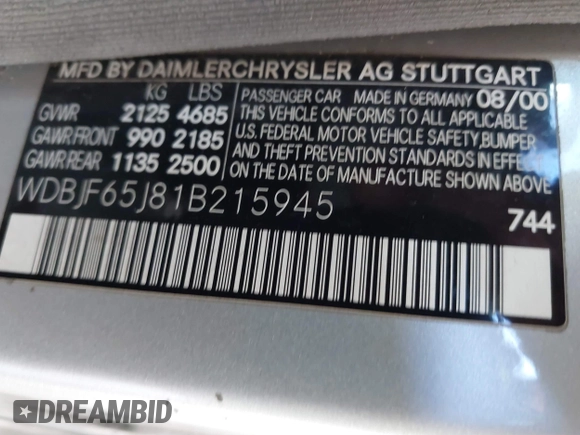 MFD BY DAIMLERCHRYSLER AG STUTTGART
KG LBS
GVWR 2125 4685
GAWR FRONT 990 2185
GAWR REAR 1135 2500
PASSENGER CAR MADE IN GERMANY 08/00
THIS VEHICLE CONFORMS TO ALL APPLICABLE
U.S. FEDERAL MOTOR VEHICLE SAFETY, BUMPER
AND THEFT PREVENTION STANDARDS IN EFFECT
ON THE DATE OF MANUFACTURE SHOWN ABOVE
WDBJF65J81B215945
744
DREAMBID